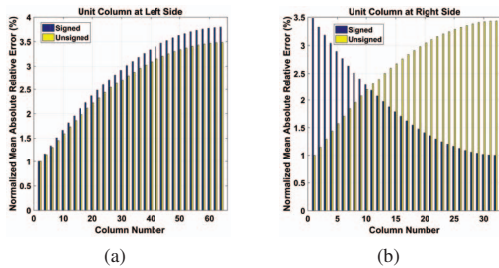 Unit Column at Left Side
Normalized Mean Absolute Relative Error (%)
4
3.5
3
2.5
2
1.5
1
0.5
0
Signed
Unsigned
0 10 20 30 40 50 60
Column Number
(a)
Unit Column at Right Side
Normalized Mean Absolute Relative Error (%)
3.5
3
2.5
2
1.5
1
0.5
0
Signed
Unsigned
0 5 10 15 20 25 30
Column Number
(b)